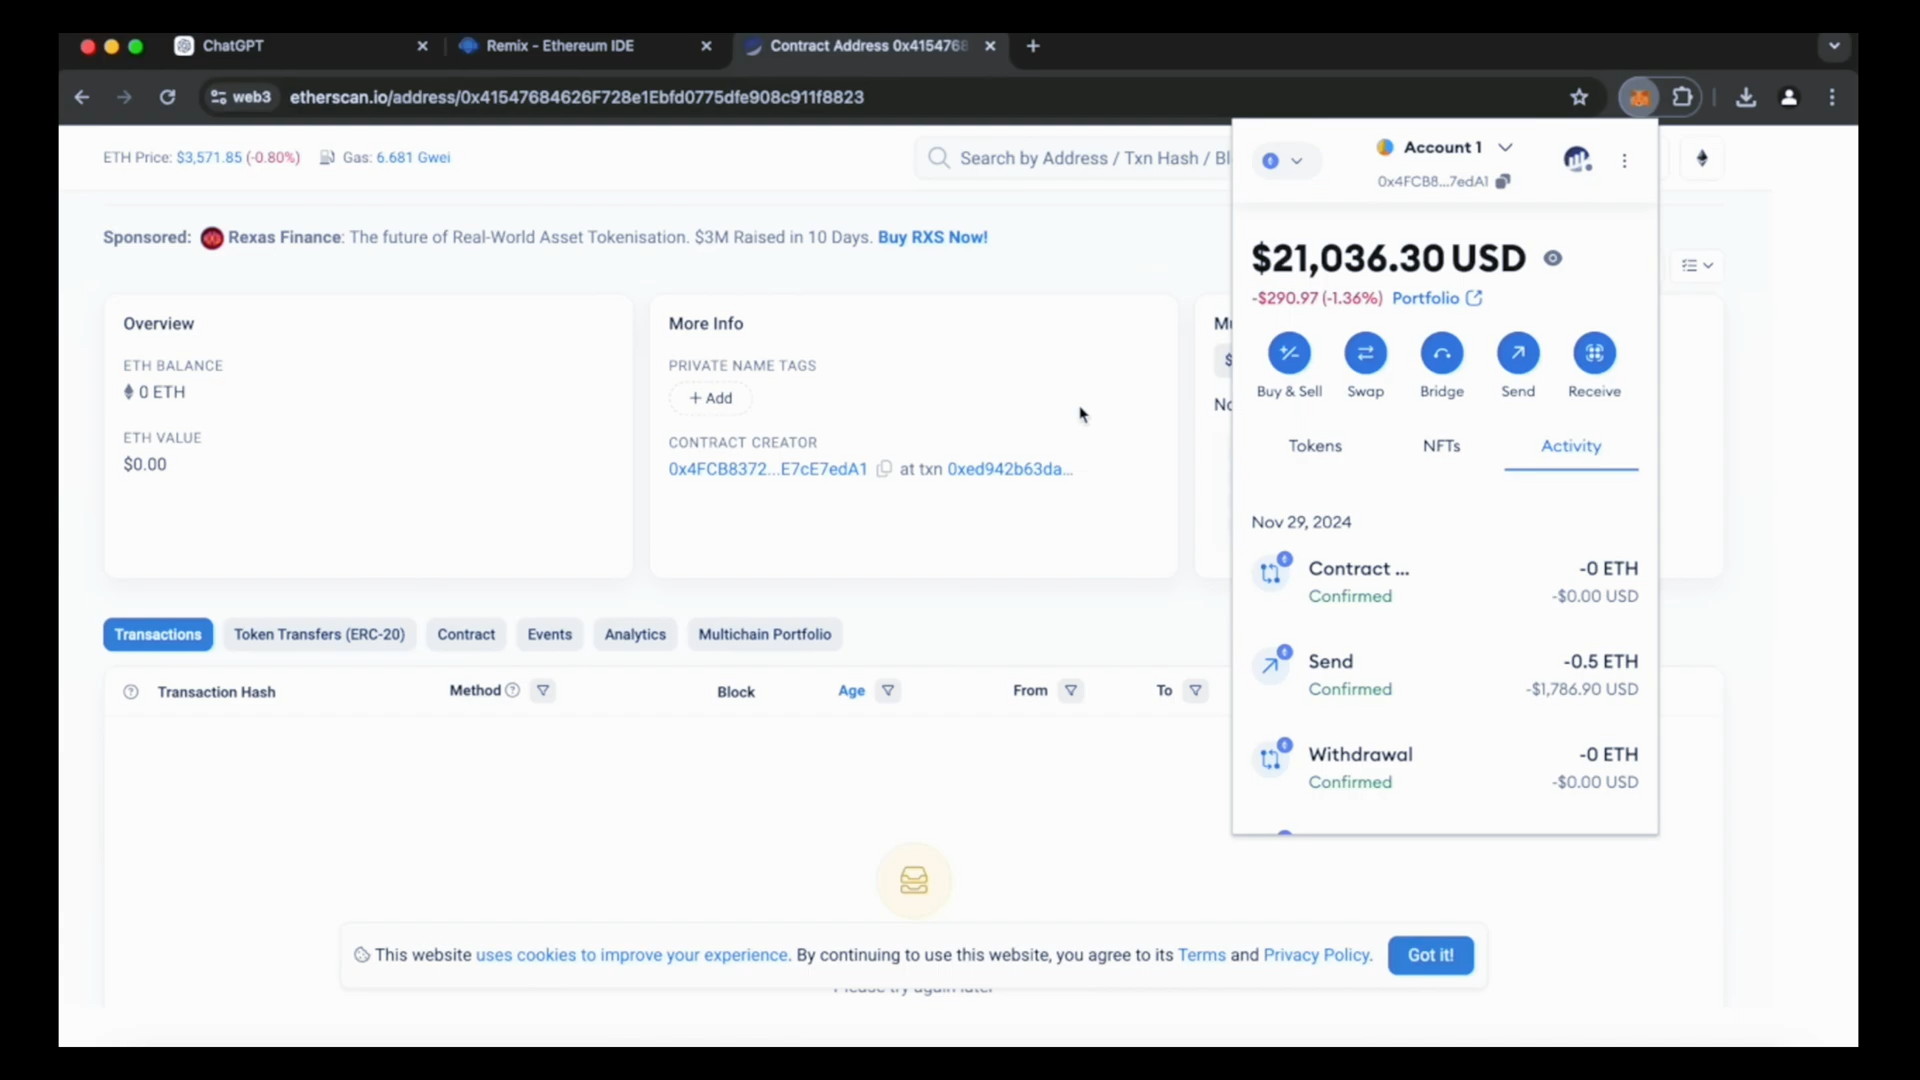 ChatGPT
Remix - Ethereum IDE
Contract Address 0x4154768
web3
etherscan.io/address/0x41547684626F728e1Ebfd0775dfe908c911f8823
ETH Price: $3,571.85 (-0.80%)
Gas: 6.681 Gwei
Search by Address / Txn Hash / Bl
Sponsored: Rexas Finance: The future of Real-World Asset Tokenisation. $3M Raised in 10 Days. Buy RXS Now!
Overview
ETH BALANCE
0 ETH
ETH VALUE
$0.00
More Info
PRIVATE NAME TAGS
+ Add
CONTRACT CREATOR
0x4FCB8372...E7cE7edA1 at txn 0xed942b63da...
Transactions
Token Transfers (ERC-20)
Contract
Events
Analytics
Multichain Portfolio
Transaction Hash
Method
Block
Age
From
To
Account 1
0x4FCB8...7edA1
$21,036.30 USD
-$290.97 (-1.36%) Portfolio
Buy & Sell
Swap
Bridge
Send
Receive
Tokens
NFTs
Activity
Nov 29, 2024
Contract ...
-0 ETH
Confirmed
-$0.00 USD
Send
-0.5 ETH
Confirmed
-$1,786.90 USD
Withdrawal
-0 ETH
Confirmed
-$0.00 USD
This website uses cookies to improve your experience. By continuing to use this website, you agree to its Terms and Privacy Policy.
Got it!
Please try again later